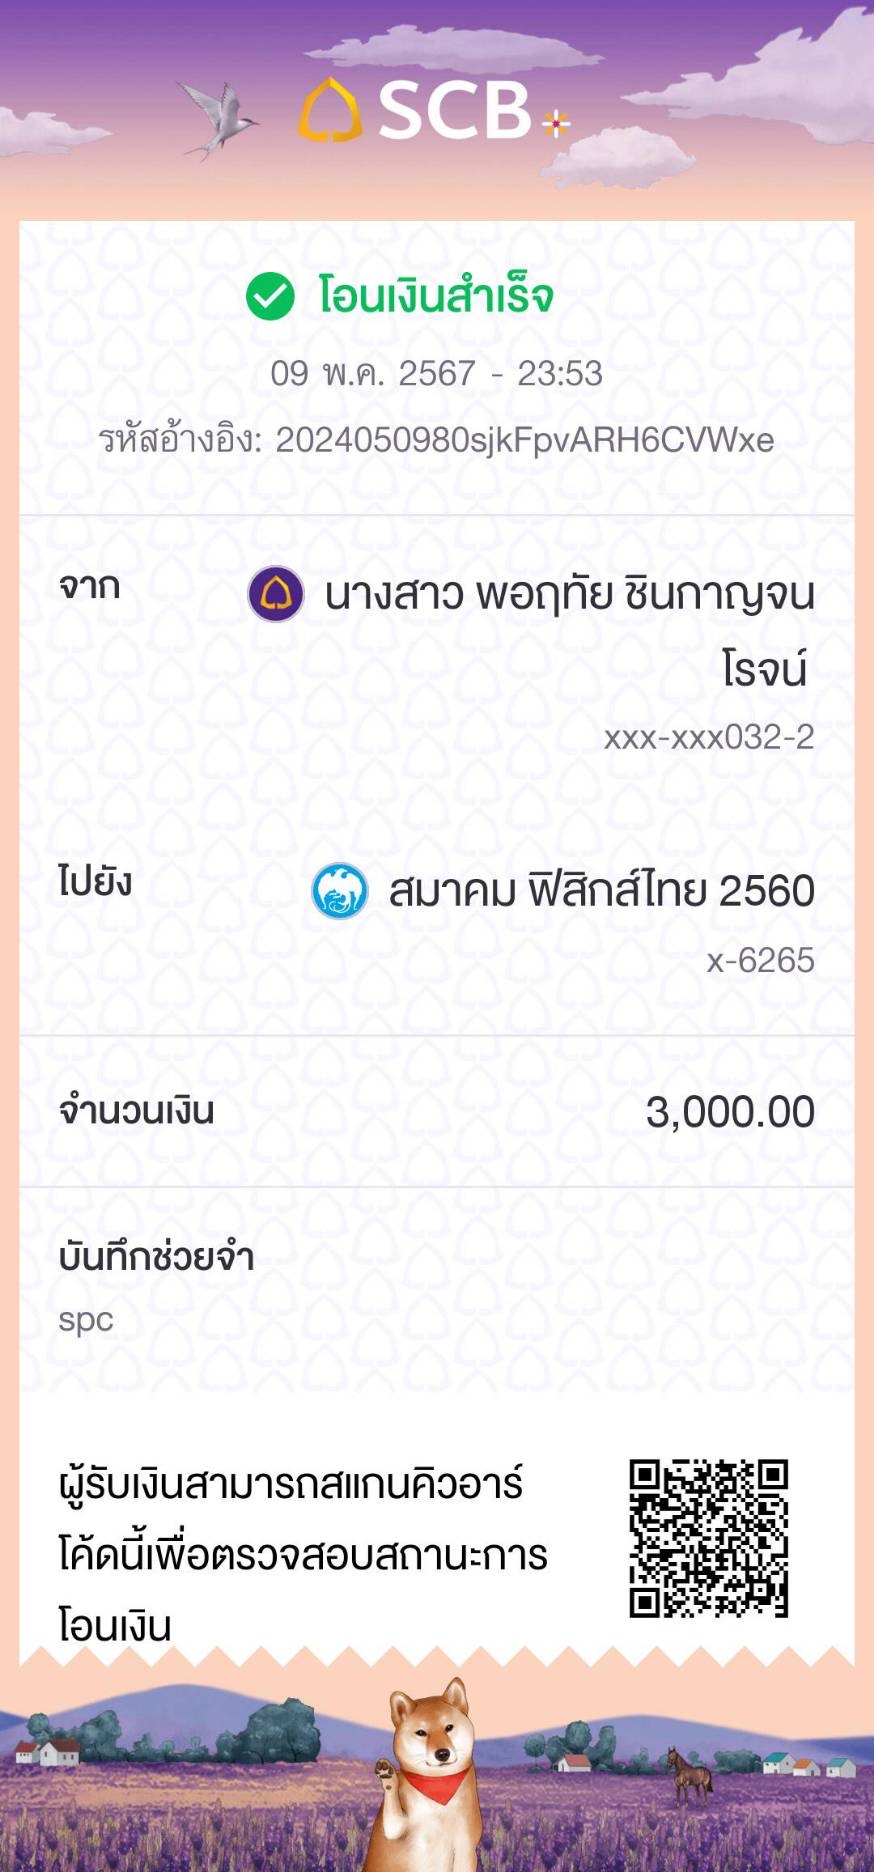 SCB
โอนเงินสำเร็จ
09 พ.ค. 2567 - 23:53
รหัสอ้างอิง: 2024050980sjkFpvARH6CVWxe
จาก
นางสาว พอฤทัย ชินกาญจน
โรจน์
xxx-xxx032-2
ไปยัง
สมาคม ฟิสิกส์ไทย 2560
x-6265
จำนวนเงิน
3,000.00
บันทึกช่วยจำ
spc
ผู้รับเงินสามารถสแกนคิวอาร์
โค้ดนี้เพื่อตรวจสอบสถานะการ
โอนเงิน